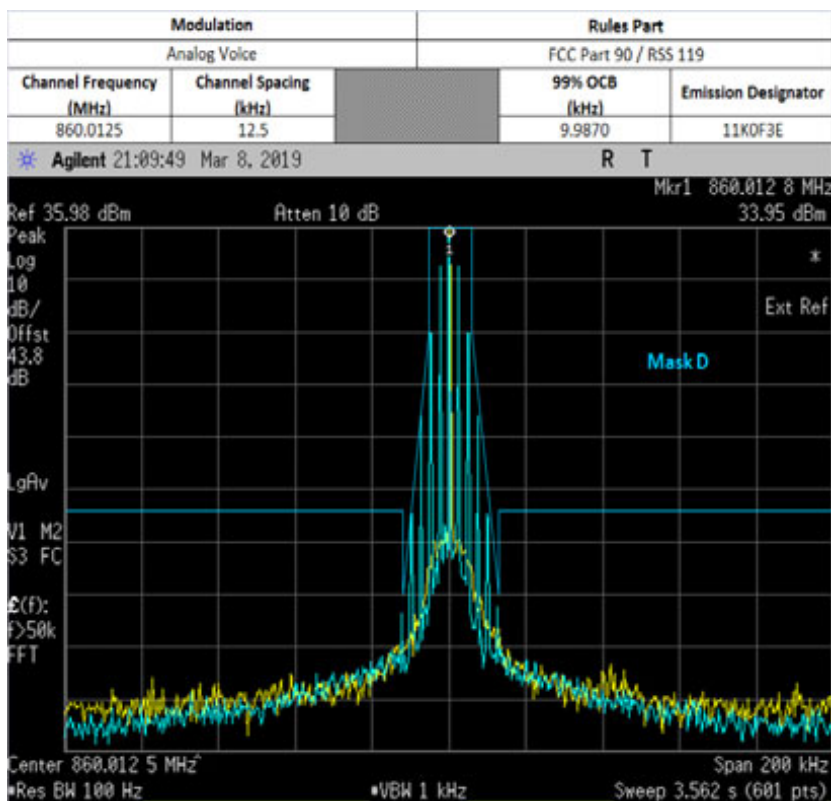 Modulation Rules Part
Analog Voice FCC Part 90 / RSS 119
Channel Frequency (MHz) Channel Spacing (kHz) 99% OCB (kHz) Emission Designator
860.0125 12.5 9.9870 11K0F3E
Agilent 21:09:49 Mar 8, 2019 R T
Mkr1 860.012 8 MHz
Ref 35.98 dBm Atten 10 dB 33.95 dBm
Peak
Log
10
dB/
Offst
43.8
dB
1
*
Ext Ref
Mask D
LgAv
V1 M2
S3 FC
£(f):
f>50k
FFT
Center 860.012 5 MHz^ Span 200 kHz
*Res BW 100 Hz *VBW 1 kHz Sweep 3.562 s (601 pts)